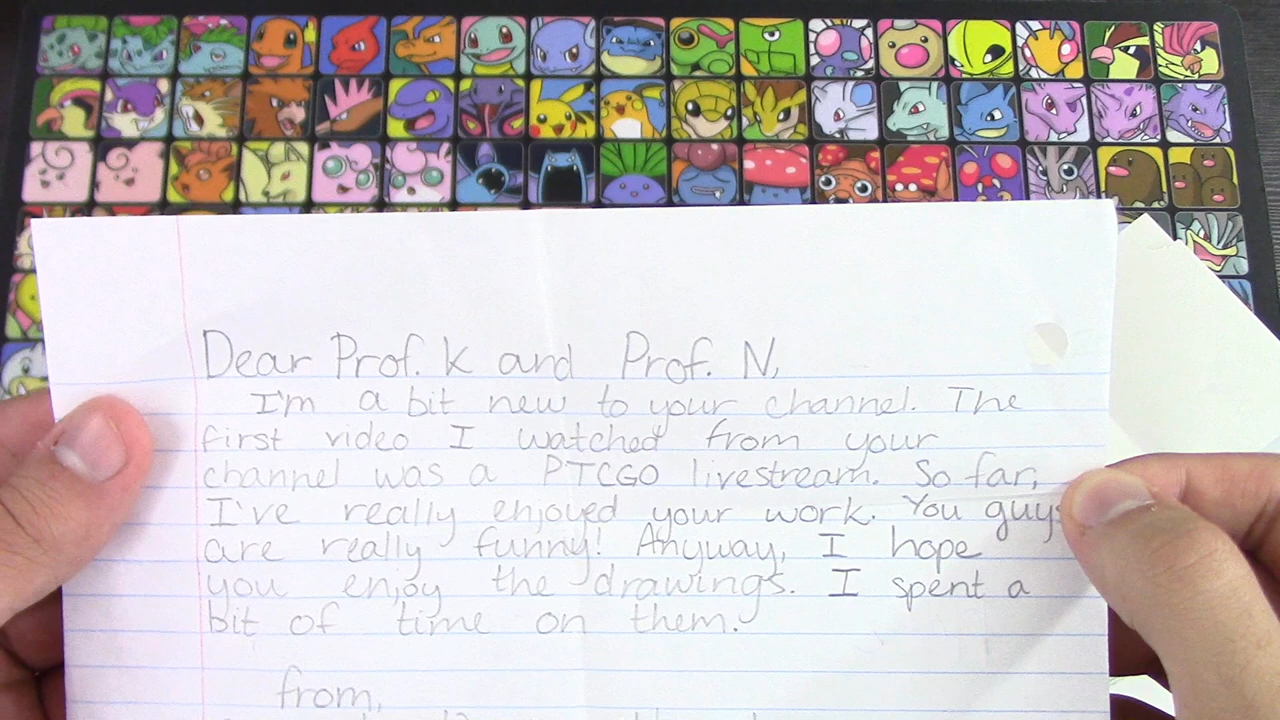 Dear Prof. K and Prof. N,
I'm a bit new to your channel. The
first video I watched from your
channel was a PTCGO livestream. So far,
I've really enjoyed your work. You guys
are really funny! Anyway, I hope
you enjoy the drawings. I spent a
bit of time on them.
from,